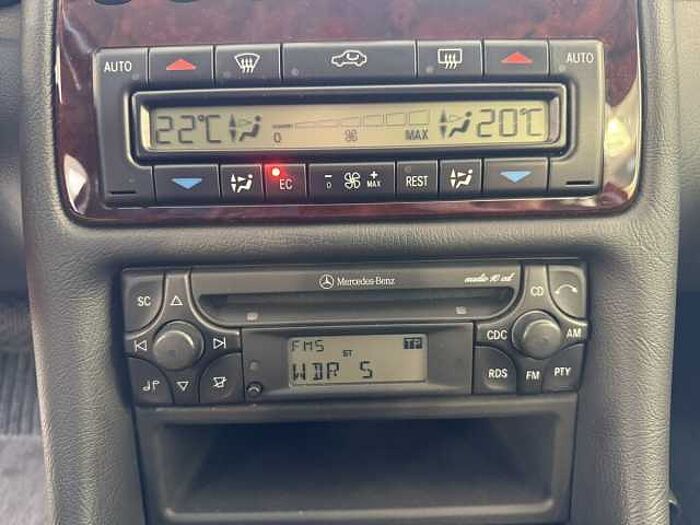 AUTO AUTO
22°C 0 MAX 20°C
EC - 0 + MAX REST
Mercedes-Benz audio 10 cd
SC CD
FM5 ST TP CDC AM
WDR 5 RDS FM PTY